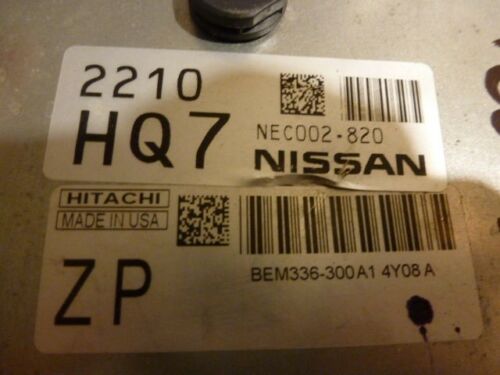 2210
HQ7
NEC002-820
NISSAN
HITACHI
MADE IN USA
ZP
BEM336-300A1 4Y08 A